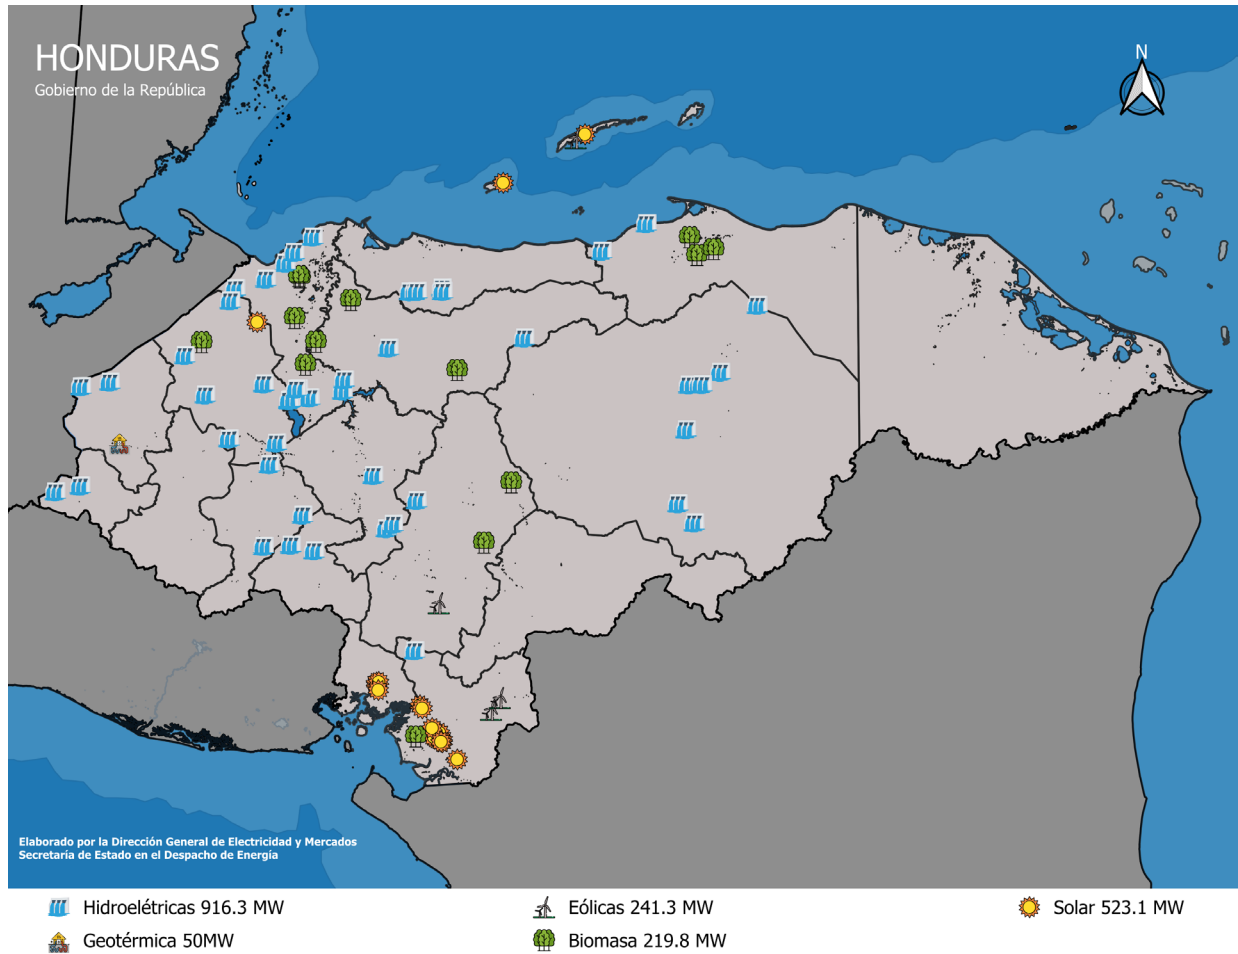 HONDURAS
Gobierno de la República
N
Elaborado por la Dirección General de Electricidad y Mercados
Secretaría de Estado en el Despacho de Energía
Hidroelétricas 916.3 MW
Eólicas 241.3 MW
Solar 523.1 MW
Geotérmica 50MW
Biomasa 219.8 MW